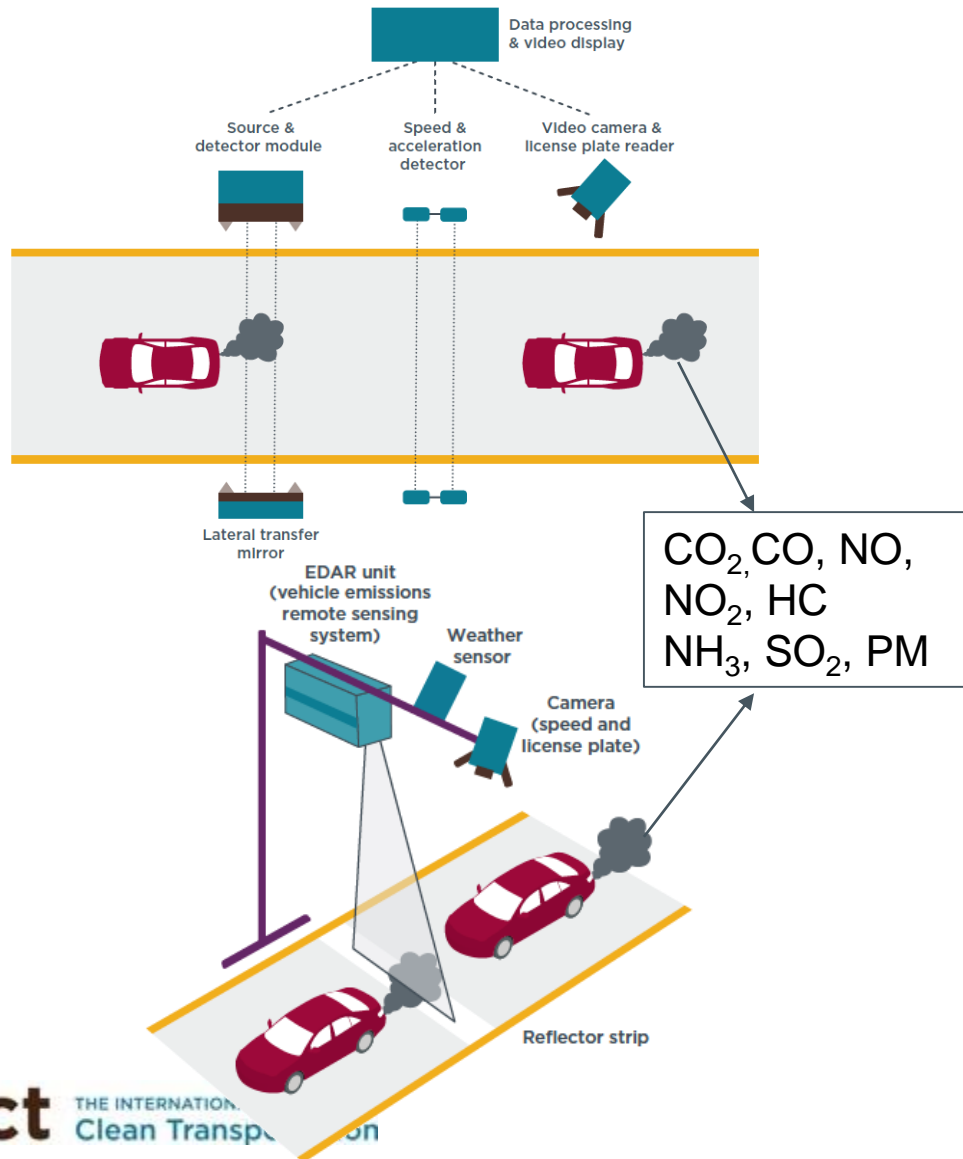 Data processing
& video display
Source &
detector module
Speed &
acceleration
detector
Video camera &
license plate reader
Lateral transfer
mirror
CO₂, CO, NO,
NO₂, HC
NH₃, SO₂, PM
EDAR unit
(vehicle emissions
remote sensing
system)
Weather
sensor
Camera
(speed and
license plate)
Reflector strip
ct
THE INTERNATION
Clean Transp on